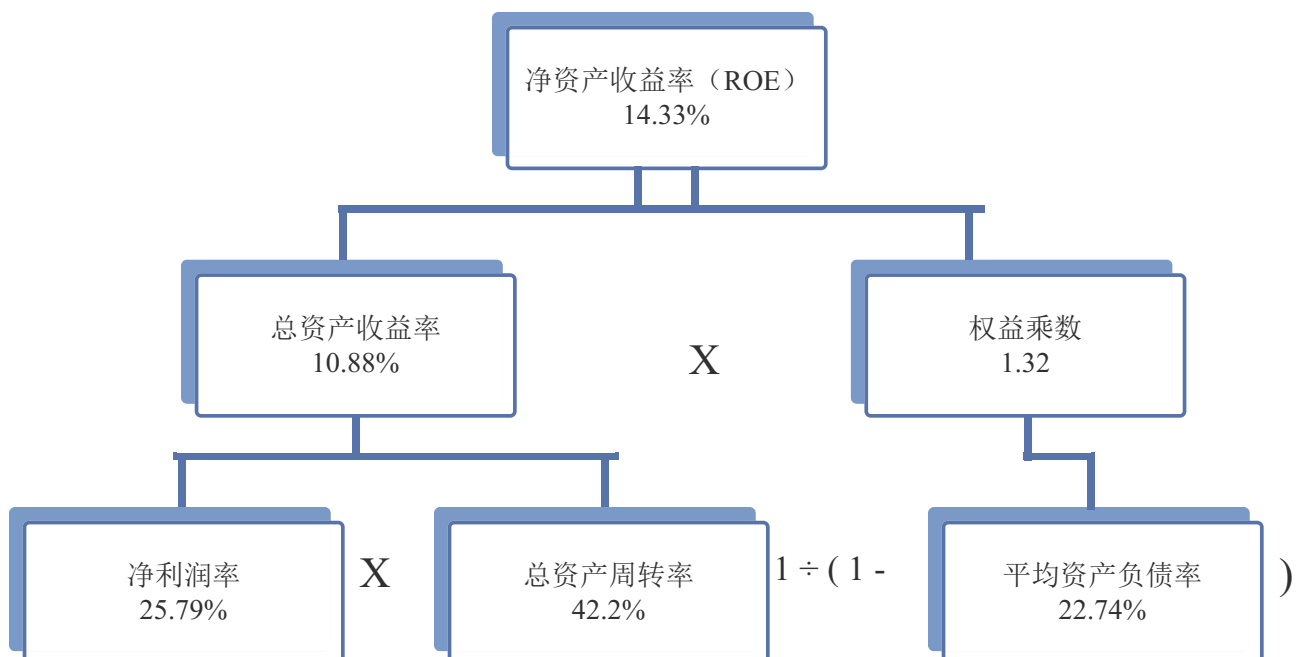 净资产收益率（ROE）
14.33%
总资产收益率
10.88%
X
权益乘数
1.32
净利润率
25.79%
X
总资产周转率
42.2%
1 ÷ ( 1 -
平均资产负债率
22.74%
)